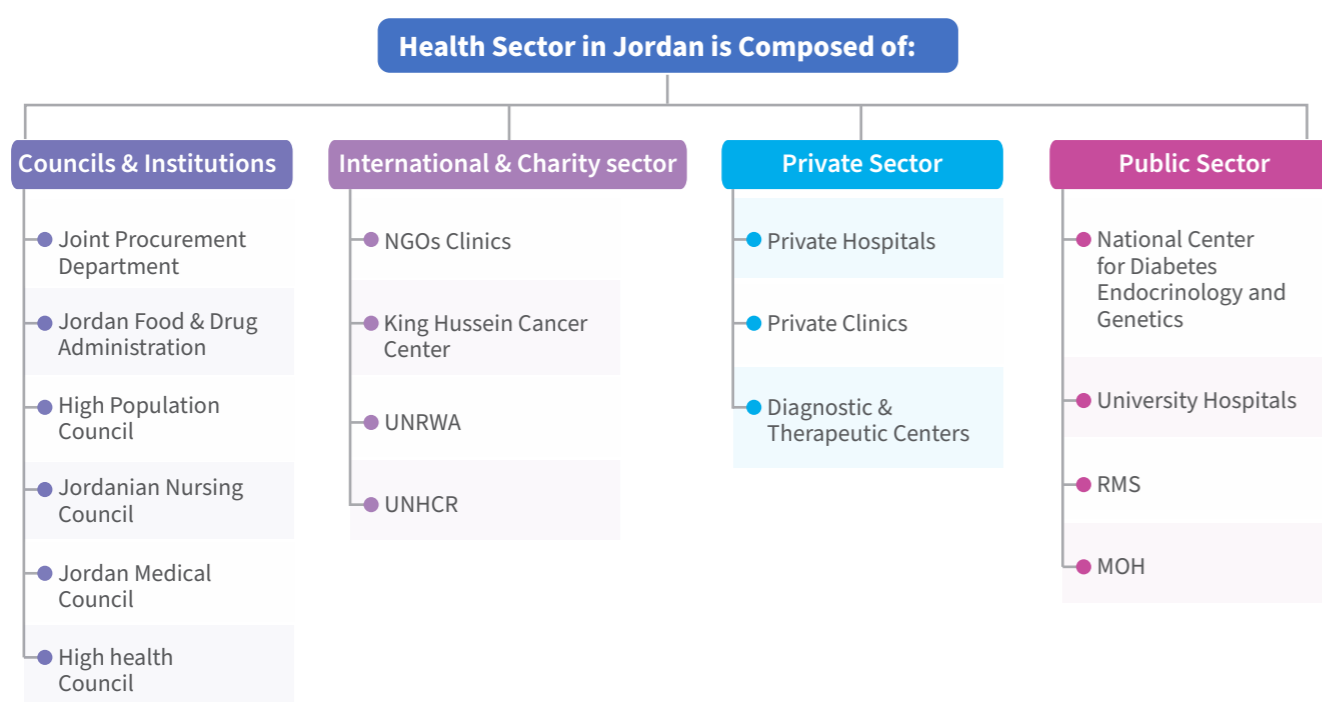 Health Sector in Jordan is Composed of:
Councils & Institutions
Joint Procurement
Department
Jordan Food & Drug
Administration
High Population
Council
Jordanian Nursing
Council
Jordan Medical
Council
High health
Council
International & Charity sector
NGOs Clinics
King Hussein Cancer
Center
UNRWA
UNHCR
Private Sector
Private Hospitals
Private Clinics
Diagnostic &
Therapeutic Centers
Public Sector
National Center
for Diabetes
Endocrinology and
Genetics
University Hospitals
RMS
MOH